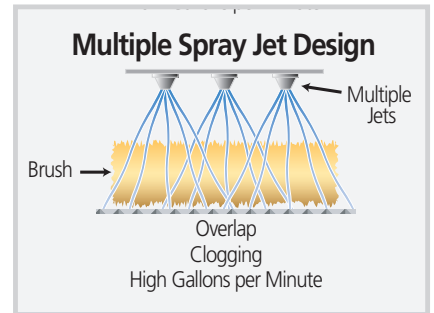 Multiple Spray Jet Design
Multiple
Jets
Brush
Overlap
Clogging
High Gallons per Minute